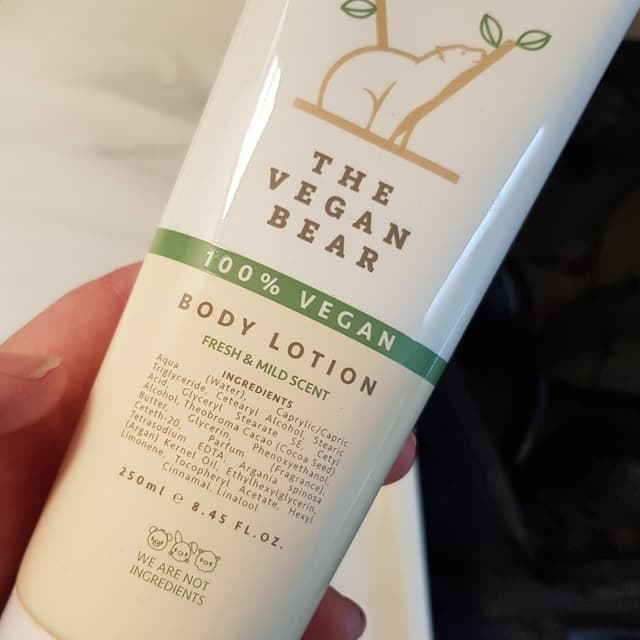 THE
VEGAN
BEAR
100% VEGAN
BODY LOTION
FRESH & MILD SCENT
INGREDIENTS
Aqua (Water), Caprylic/Capric
Triglyceride, Cetearyl Alcohol, Stearic
Acid, Glyceryl Stearate SE, Cetyl
Alcohol, Theobroma Cacao (Cocoa Seed)
Butter, Glycerin, Phenoxyethanol,
Ceteth-20, Parfum (Fragrance),
Tetrasodium EDTA, Argania Spinosa
(Argan) Kernel Oil, Ethylhexylglycerin,
Limonene, Tocopheryl Acetate, Hexyl
Cinnamal, Linalool.
250ml e 8.45 FL.OZ.
WE ARE NOT
INGREDIENTS